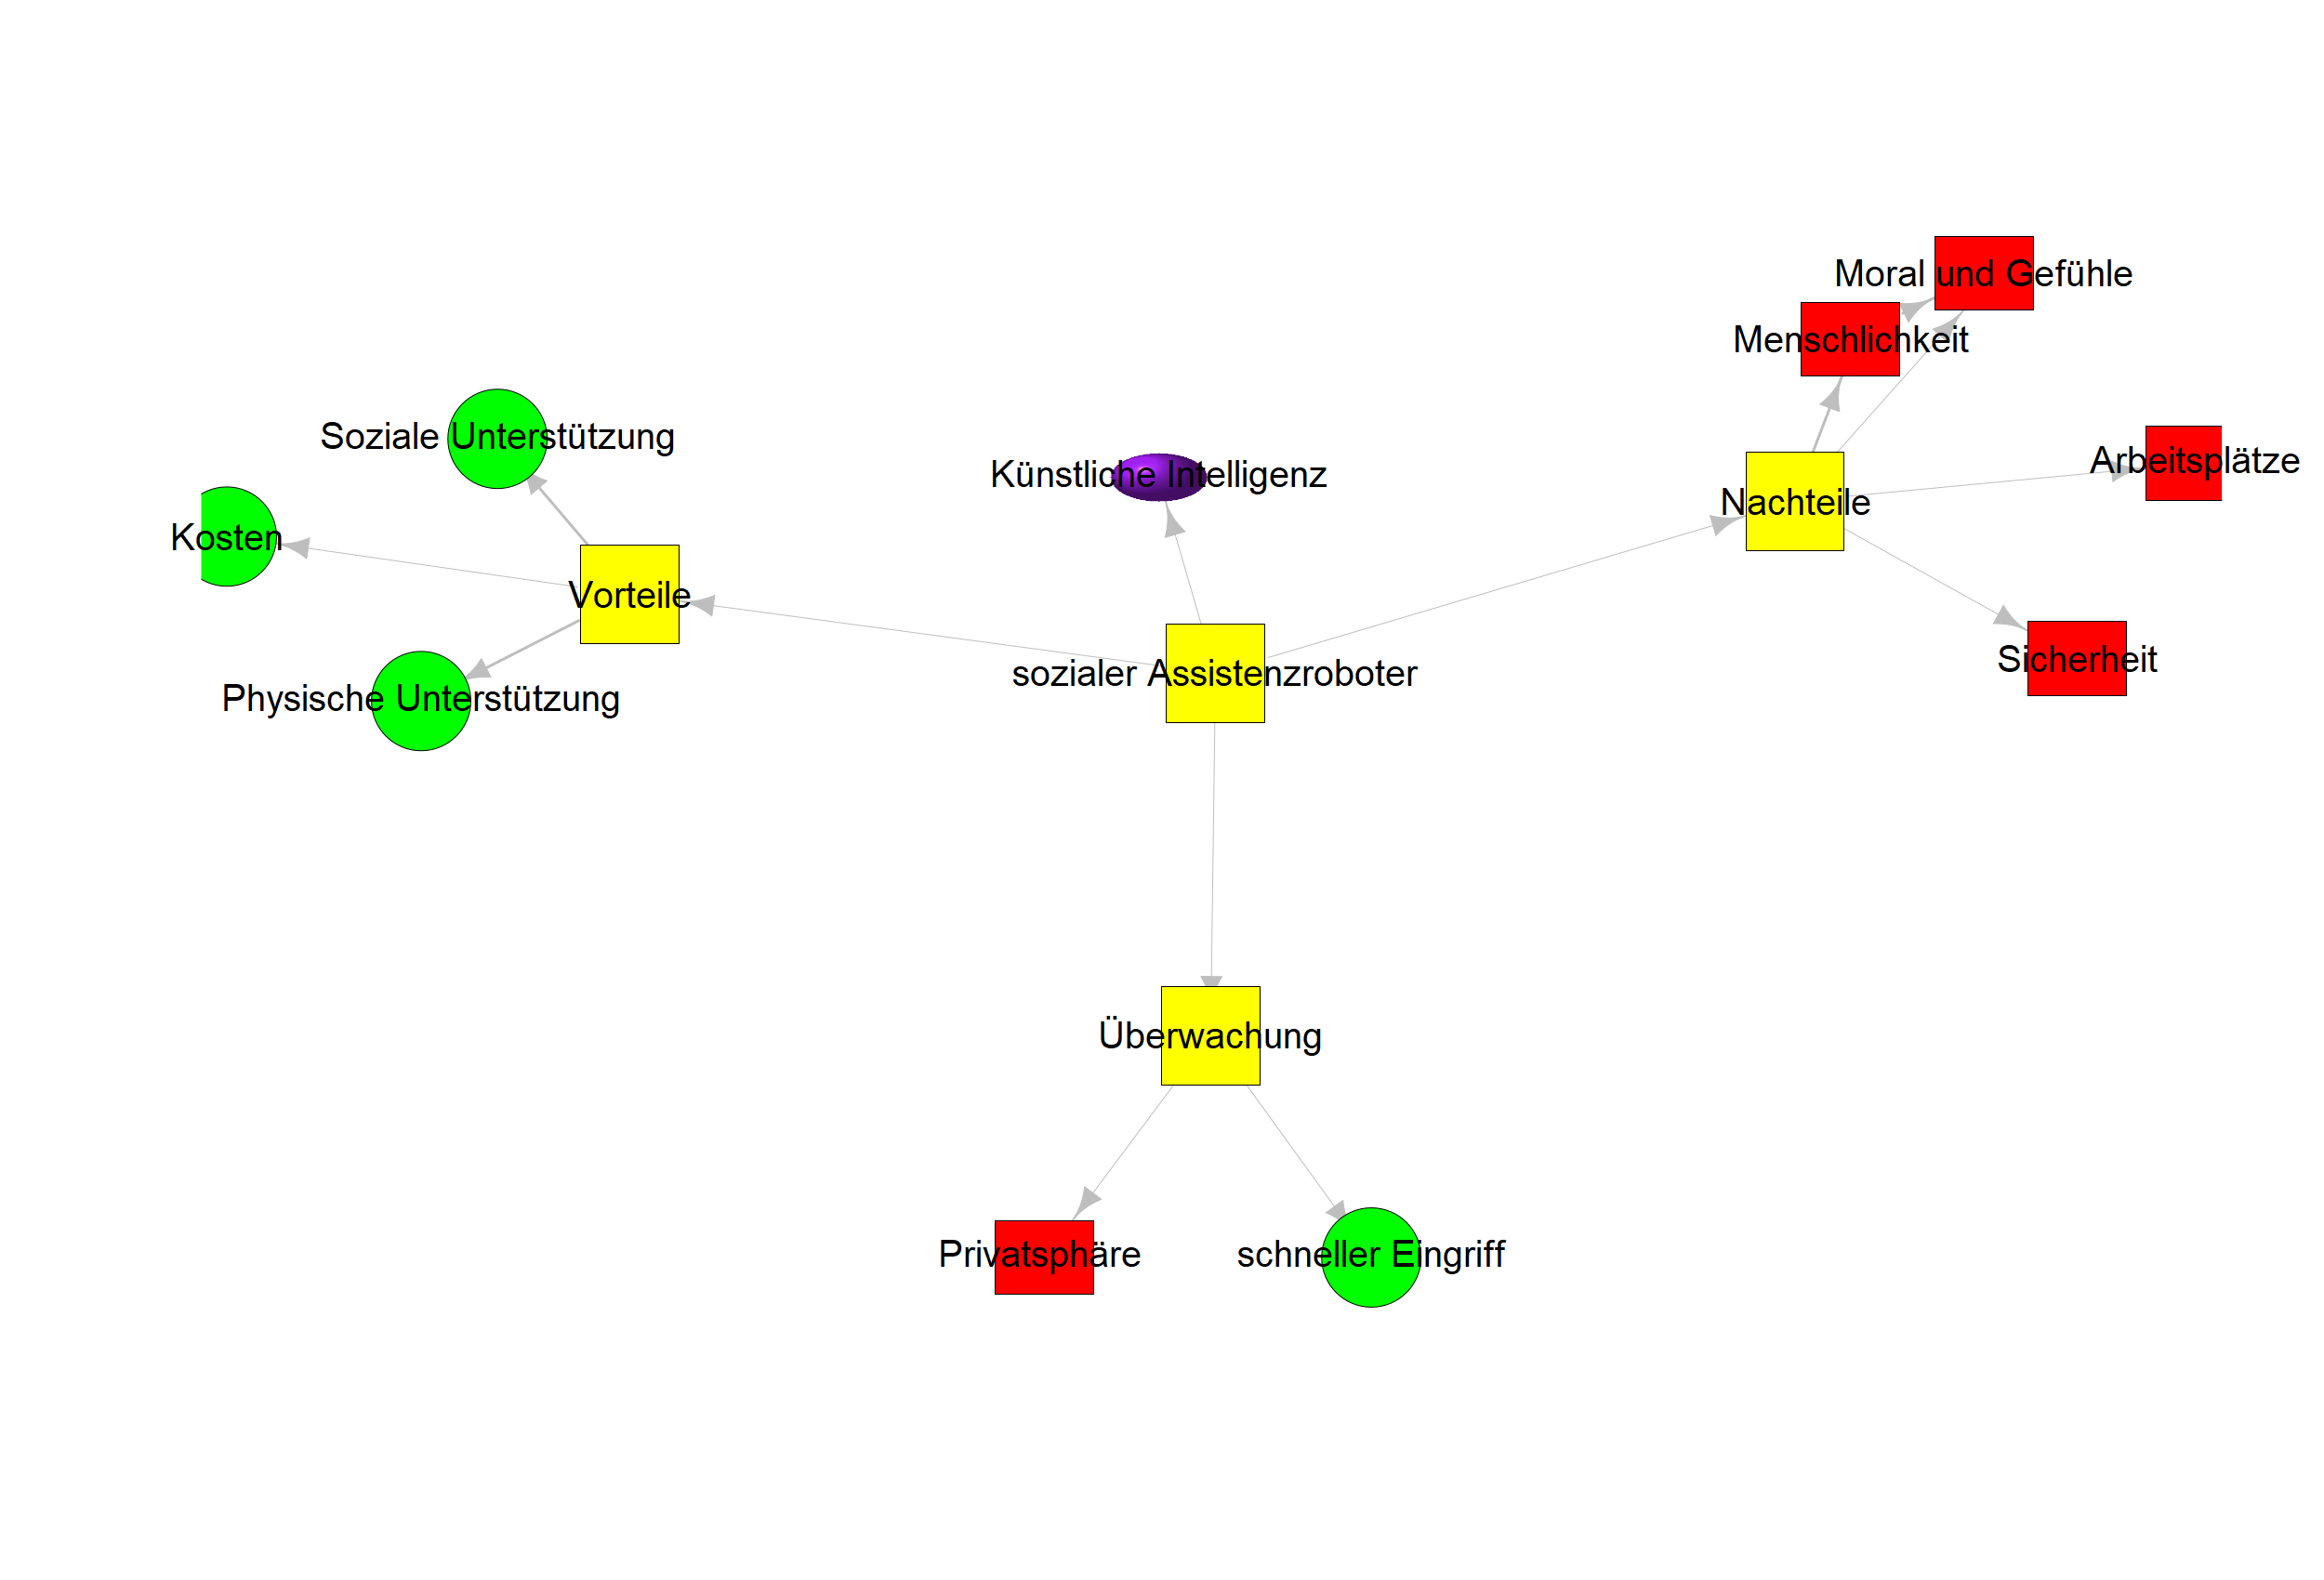 Moral und Gefühle
Menschlichkeit
Soziale Unterstützung
Arbeitsplätze
Künstliche Intelligenz
Nachteile
Kosten
Vorteile
Sicherheit
sozialer Assistenzroboter
Physische Unterstützung
Überwachung
Privatsphäre
schneller Eingriff